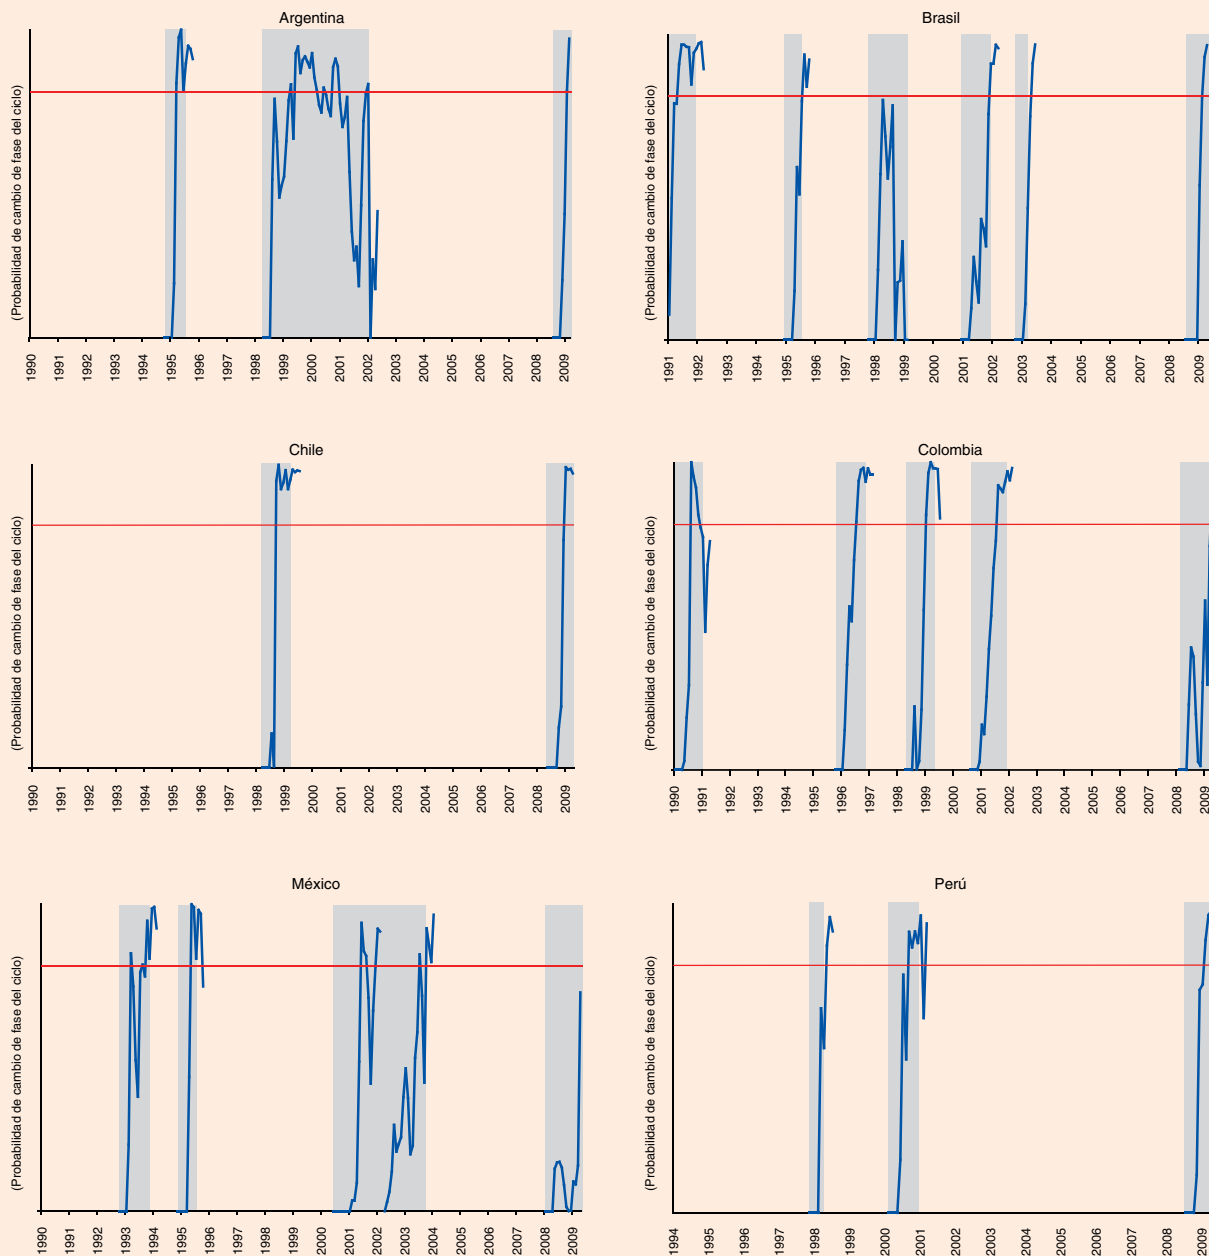 Argentina
(Probabilidad de cambio de fase del ciclo)
1990 1991 1992 1993 1994 1995 1996 1997 1998 1999 2000 2001 2002 2003 2004 2005 2006 2007 2008 2009
Brasil
(Probabilidad de cambio de fase del ciclo)
1991 1992 1993 1994 1995 1996 1997 1998 1999 2000 2001 2002 2003 2004 2005 2006 2007 2008 2009
Chile
(Probabilidad de cambio de fase del ciclo)
1990 1991 1992 1993 1994 1995 1996 1997 1998 1999 2000 2001 2002 2003 2004 2005 2006 2007 2008 2009
Colombia
(Probabilidad de cambio de fase del ciclo)
1990 1991 1992 1993 1994 1995 1996 1997 1998 1999 2000 2001 2002 2003 2004 2005 2006 2007 2008 2009
México
(Probabilidad de cambio de fase del ciclo)
1990 1991 1992 1993 1994 1995 1996 1997 1998 1999 2000 2001 2002 2003 2004 2005 2006 2007 2008 2009
Perú
(Probabilidad de cambio de fase del ciclo)
1994 1995 1996 1997 1998 1999 2000 2001 2002 2003 2004 2005 2006 2007 2008 2009